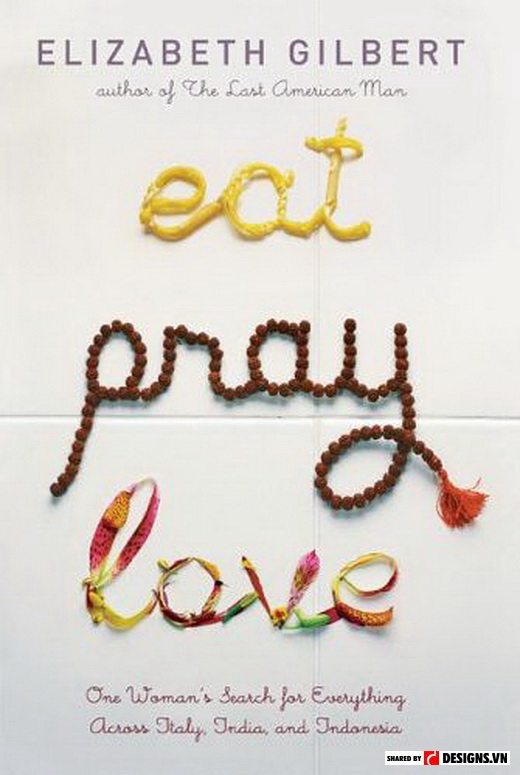 ELIZABETH GILBERT
author of The Last American Man
eat
pray
love
One Woman's Search for Everything
Across Italy, India, and Indonesia
SHARED BY DESIGNS.VN